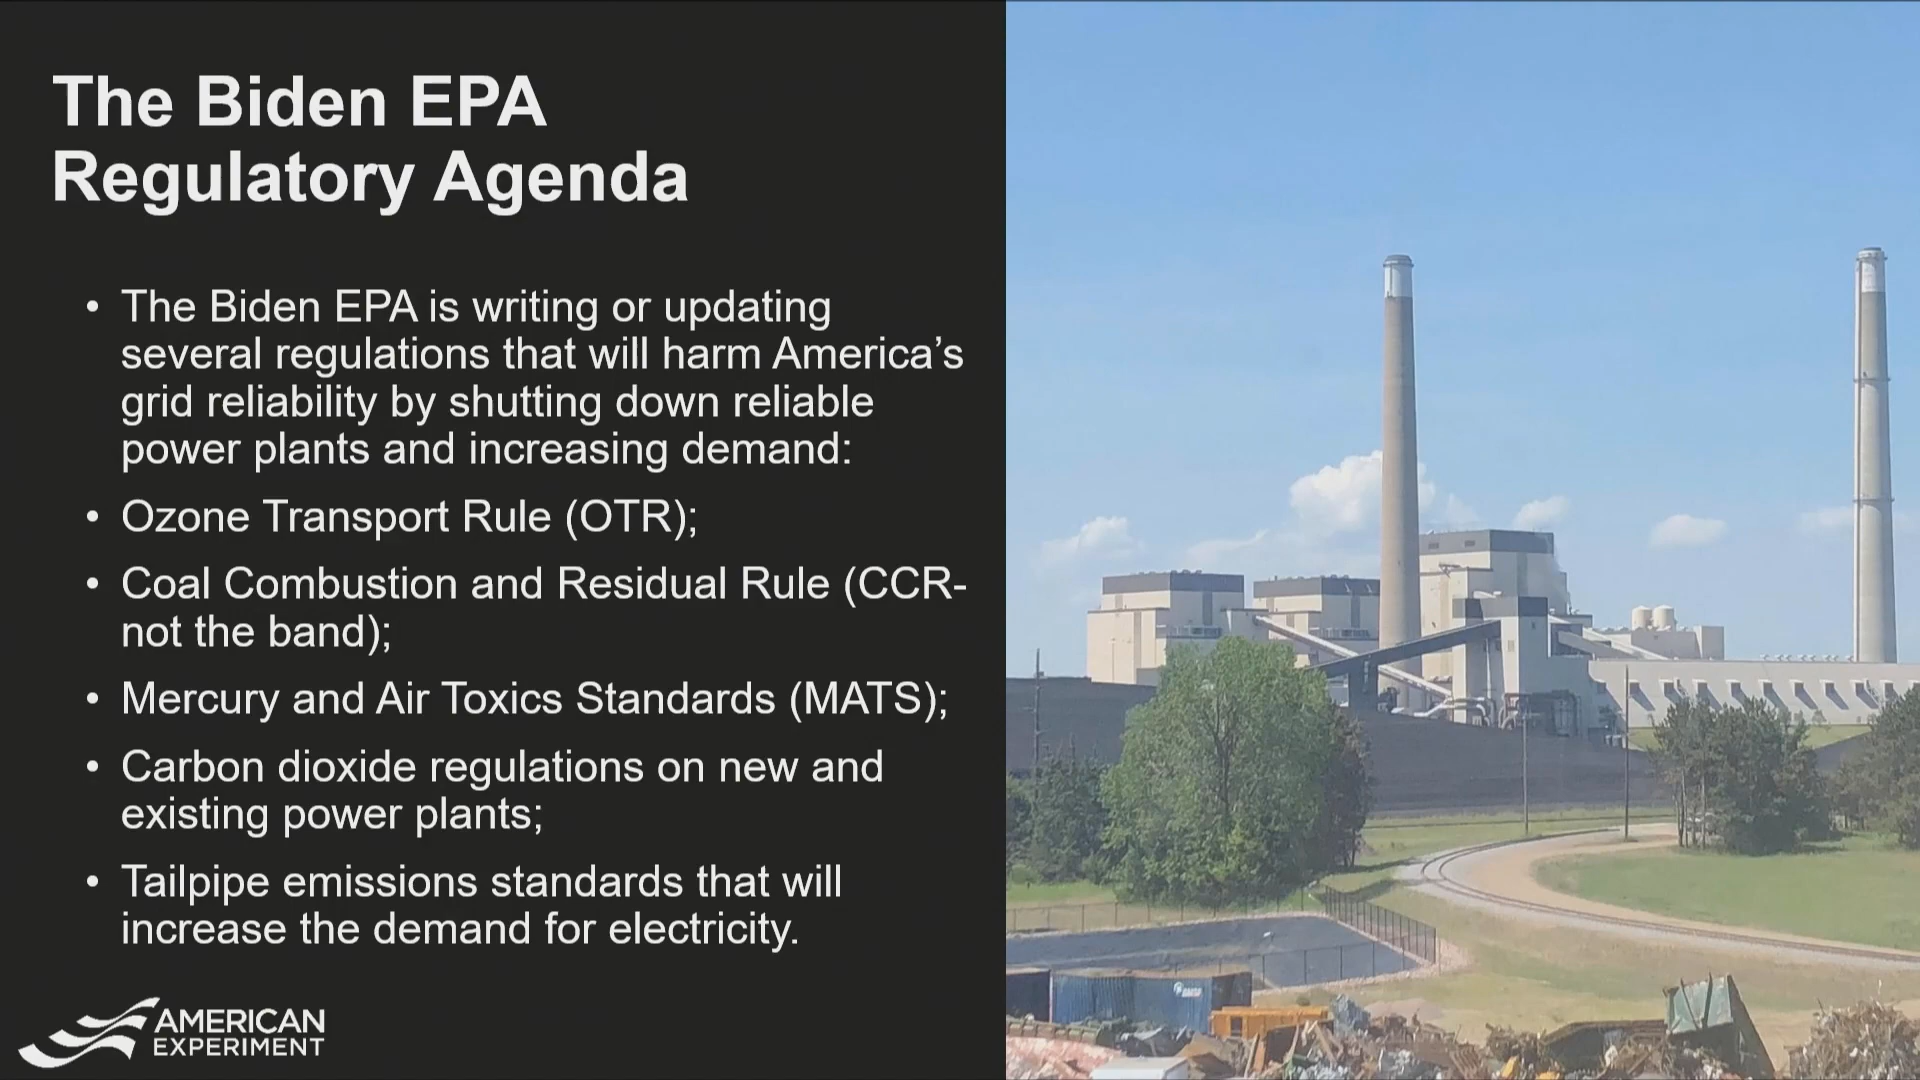 The Biden EPA
Regulatory Agenda
• The Biden EPA is writing or updating
several regulations that will harm America’s
grid reliability by shutting down reliable
power plants and increasing demand:
• Ozone Transport Rule (OTR);
• Coal Combustion and Residual Rule (CCR-
not the band);
• Mercury and Air Toxics Standards (MATS);
• Carbon dioxide regulations on new and
existing power plants;
• Tailpipe emissions standards that will
increase the demand for electricity.
AMERICAN
EXPERIMENT